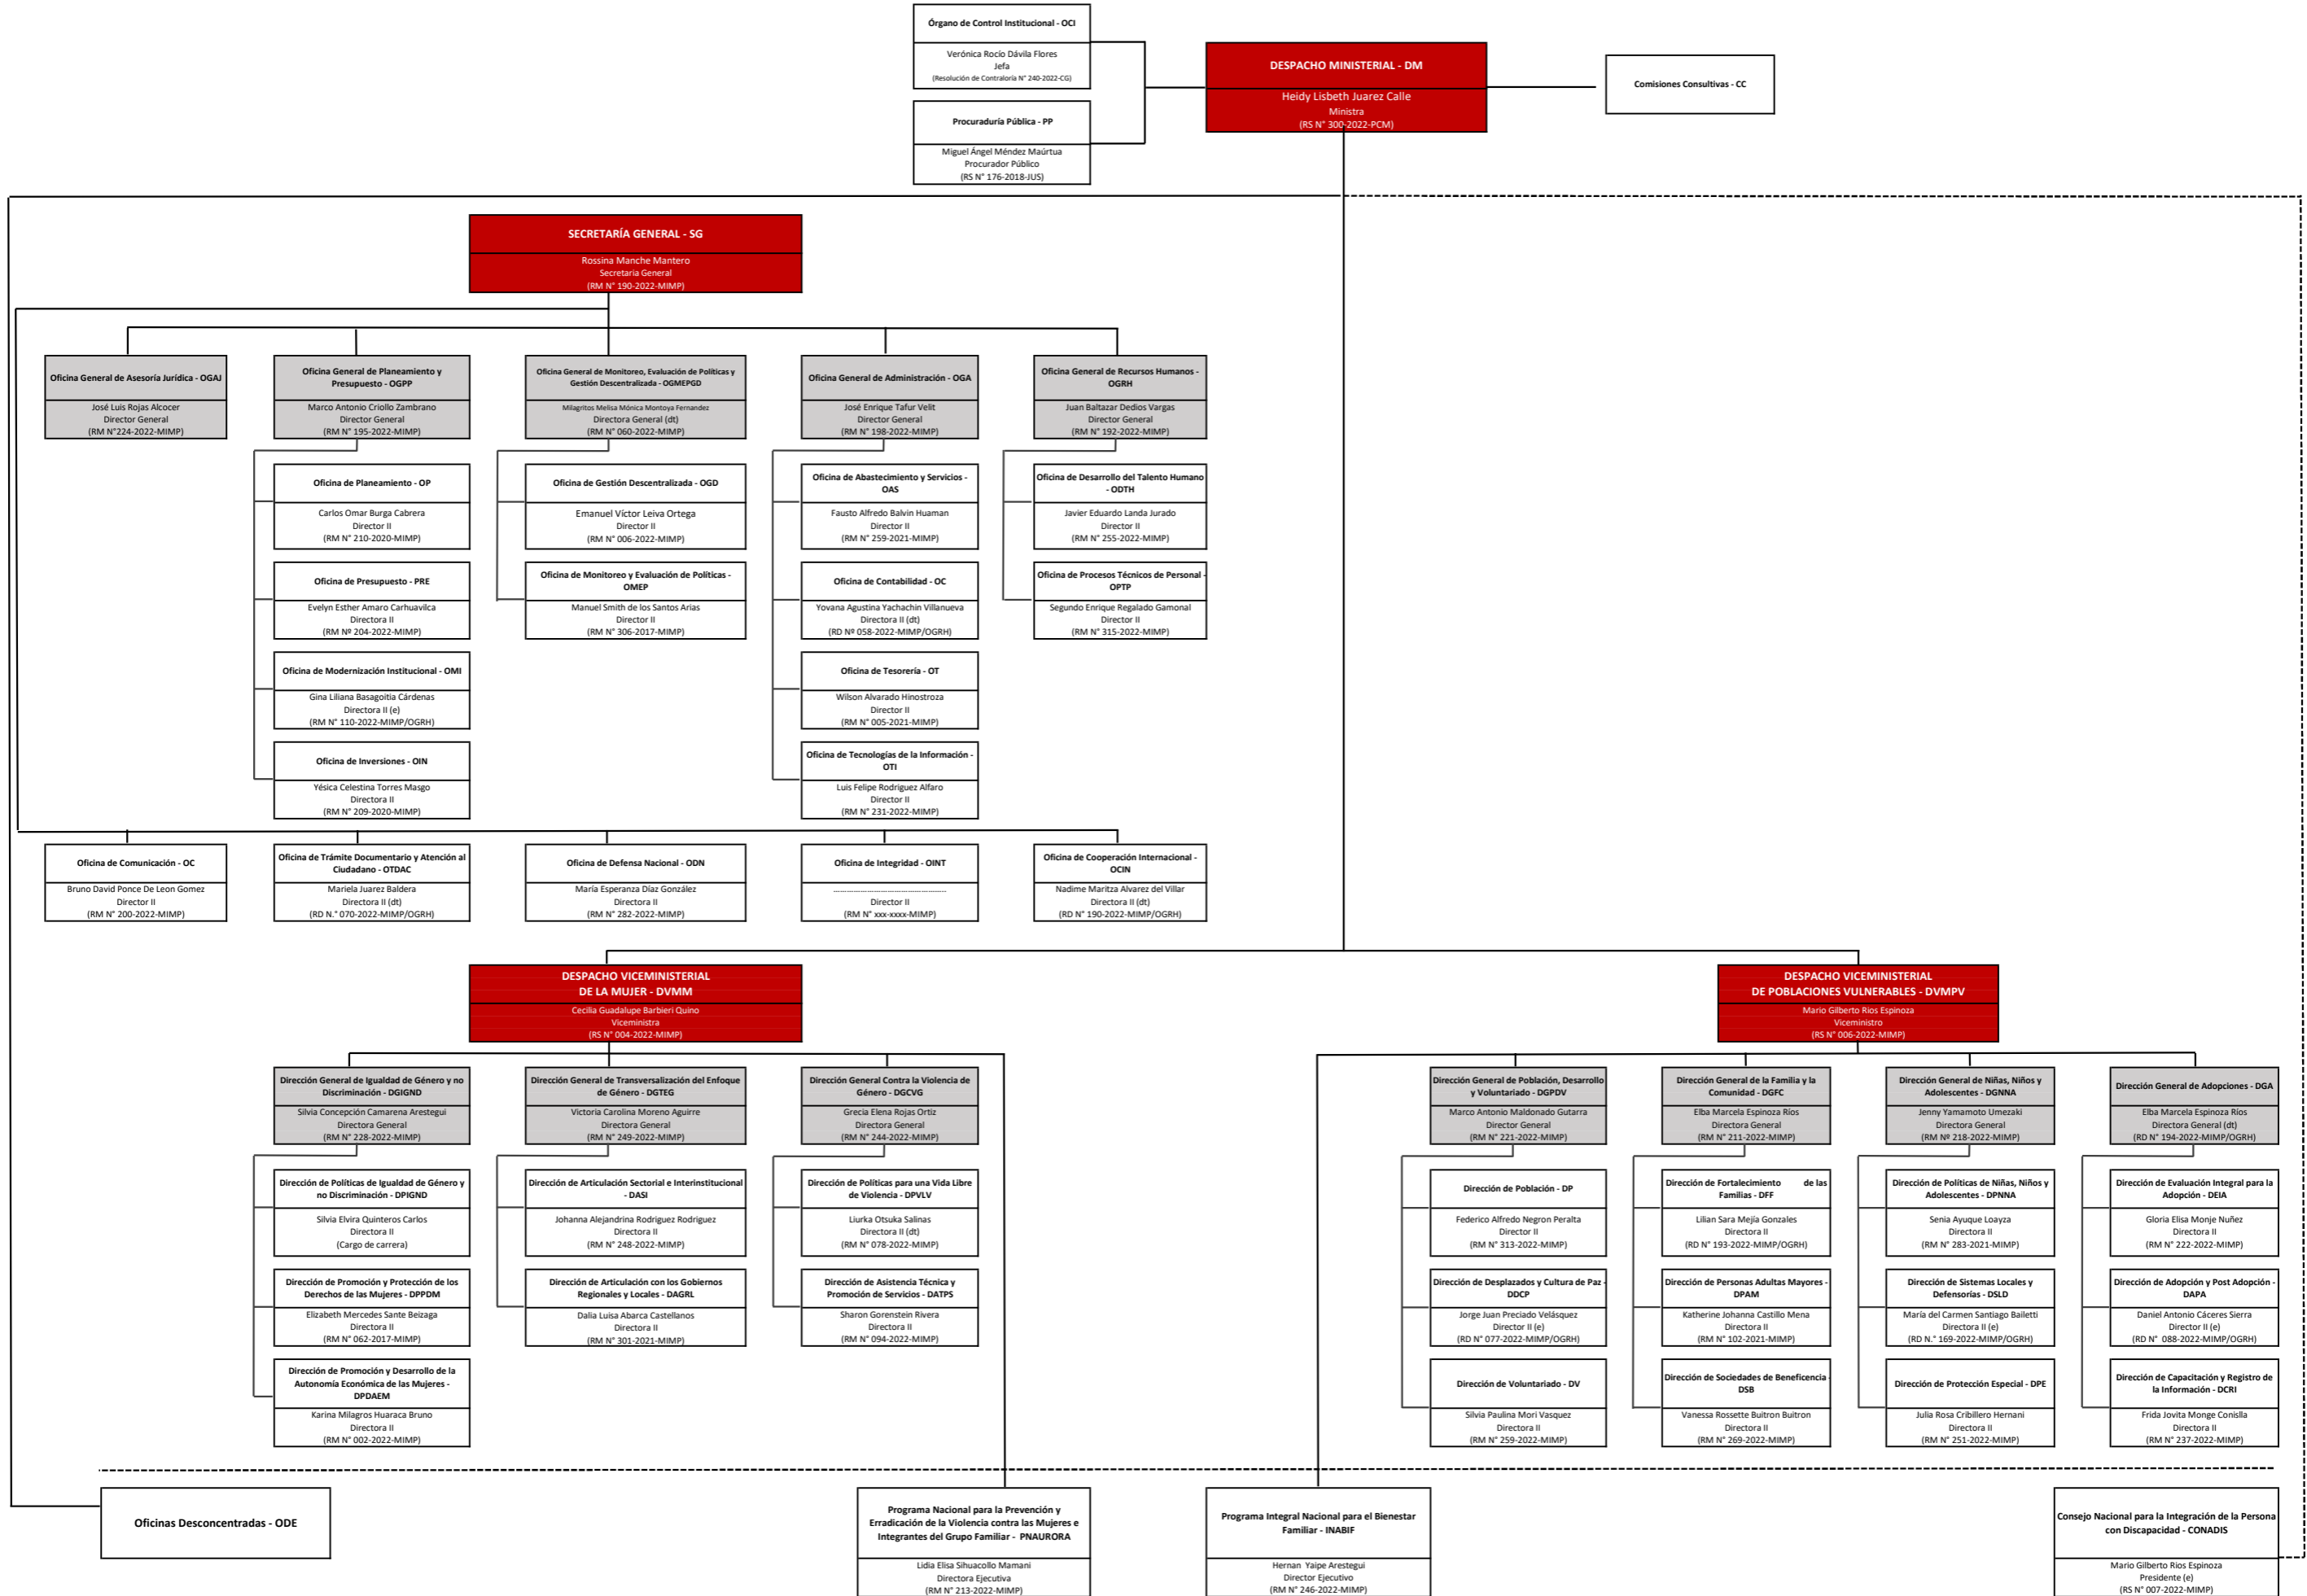 Órgano de Control Institucional - OCI
Verónica Rocío Dávila Flores
Jefa
(Resolución de Contraloría N° 240-2022-CG)
DESPACHO MINISTERIAL - DM
Heidy Lisbeth Juarez Calle
Ministra
(RS N° 300-2022-PCM)
Comisiones Consultivas - CC
Procuraduría Pública - PP
Miguel Ángel Méndez Maúrtua
Procurador Público
(RS N° 176-2018-JUS)
SECRETARÍA GENERAL - SG
Rossina Manche Mantero
Secretaria General
(RM N° 190-2022-MIMP)
Oficina General de Asesoría Jurídica - OGAJ
José Luis Rojas Alcocer
Director General
(RM N°224-2022-MIMP)
Oficina General de Planeamiento y
Presupuesto - OGPP
Marco Antonio Criollo Zambrano
Director General
(RM N° 195-2022-MIMP)
Oficina General de Monitoreo, Evaluación de Políticas y
Gestión Descentralizada - OGMEPGD
Milagritos Melisa Mónica Montoya Fernandez
Directora General (dt)
(RM N° 060-2022-MIMP)
Oficina General de Administración - OGA
José Enrique Tafur Velit
Director General
(RM N° 198-2022-MIMP)
Oficina General de Recursos Humanos -
OGRH
Juan Baltazar Dedios Vargas
Director General
(RM N° 192-2022-MIMP)
Oficina de Planeamiento - OP
Carlos Omar Burga Cabrera
Director II
(RM N° 210-2020-MIMP)
Oficina de Gestión Descentralizada - OGD
Emanuel Víctor Leiva Ortega
Director II
(RM N° 006-2022-MIMP)
Oficina de Abastecimiento y Servicios -
OAS
Fausto Alfredo Balvin Huaman
Director II
(RM N° 259-2021-MIMP)
Oficina de Desarrollo del Talento Humano
- ODTH
Javier Eduardo Landa Jurado
Director II
(RM N° 255-2022-MIMP)
Oficina de Presupuesto - PRE
Evelyn Esther Amaro Carhuavilca
Directora II
(RM Nº 204-2022-MIMP)
Oficina de Monitoreo y Evaluación de Políticas -
OMEP
Manuel Smith de los Santos Arias
Director II
(RM N° 306-2017-MIMP)
Oficina de Contabilidad - OC
Yovana Agustina Yachachin Villanueva
Directora II (dt)
(RD Nº 058-2022-MIMP/OGRH)
Oficina de Procesos Técnicos de Personal -
OPTP
Segundo Enrique Regalado Gamonal
Director II
(RM N° 315-2022-MIMP)
Oficina de Modernización Institucional - OMI
Gina Liliana Basagoitia Cárdenas
Directora II (e)
(RM N° 110-2022-MIMP/OGRH)
Oficina de Tesorería - OT
Wilson Alvarado Hinostroza
Director II
(RM N° 005-2021-MIMP)
Oficina de Inversiones - OIN
Yésica Celestina Torres Masgo
Directora II
(RM N° 209-2020-MIMP)
Oficina de Tecnologías de la Información -
OTI
Luis Felipe Rodriguez Alfaro
Director II
(RM N° 231-2022-MIMP)
Oficina de Comunicación - OC
Bruno David Ponce De Leon Gomez
Director II
(RM N° 200-2022-MIMP)
Oficina de Trámite Documentario y Atención al
Ciudadano - OTDAC
Mariela Juarez Baldera
Directora II (dt)
(RD N.° 070-2022-MIMP/OGRH)
Oficina de Defensa Nacional - ODN
María Esperanza Díaz González
Directora II
(RM N° 282-2022-MIMP)
Oficina de Integridad - OINT
...............................................
Director II
(RM N° xxx-xxxx-MIMP)
Oficina de Cooperación Internacional -
OCIN
Nadime Maritza Alvarez del Villar
Directora II (dt)
(RD N° 190-2022-MIMP/OGRH)
DESPACHO VICEMINISTERIAL
DE LA MUJER - DVMM
Cecilia Guadalupe Barbieri Quino
Viceministra
(RS N° 004-2022-MIMP)
DESPACHO VICEMINISTERIAL
DE POBLACIONES VULNERABLES - DVMPV
Mario Gilberto Rios Espinoza
Viceministro
(RS N° 006-2022-MIMP)
Dirección General de Igualdad de Género y no
Discriminación - DGIGND
Silvia Concepción Camarena Arestegui
Directora General
(RM N° 228-2022-MIMP)
Dirección General de Transversalización del Enfoque
de Género - DGTEG
Victoria Carolina Moreno Aguirre
Directora General
(RM N° 249-2022-MIMP)
Dirección General Contra la Violencia de
Género - DGCVG
Grecia Elena Rojas Ortiz
Directora General
(RM N° 244-2022-MIMP)
Dirección General de Población, Desarrollo
y Voluntariado - DGPDV
Marco Antonio Maldonado Gutarra
Director General
(RM N° 221-2022-MIMP)
Dirección General de la Familia y la
Comunidad - DGFC
Elba Marcela Espinoza Ríos
Directora General
(RM N° 211-2022-MIMP)
Dirección General de Niñas, Niños y
Adolescentes - DGNNA
Jenny Yamamoto Umezaki
Directora General
(RM Nº 218-2022-MIMP)
Dirección General de Adopciones - DGA
Elba Marcela Espinoza Ríos
Directora General (dt)
(RD N° 194-2022-MIMP/OGRH)
Dirección de Políticas de Igualdad de Género y
no Discriminación - DPIGND
Silvia Elvira Quinteros Carlos
Directora II
(Cargo de carrera)
Dirección de Articulación Sectorial e Interinstitucional
- DASI
Johanna Alejandrina Rodriguez Rodriguez
Directora II
(RM N° 248-2022-MIMP)
Dirección de Políticas para una Vida Libre
de Violencia - DPVLV
Liurka Otsuka Salinas
Directora II (dt)
(RM N° 078-2022-MIMP)
Dirección de Población - DP
Federico Alfredo Negron Peralta
Director II
(RM N° 313-2022-MIMP)
Dirección de Fortalecimiento de las
Familias - DFF
Lilian Sara Mejía Gonzales
Directora II
(RD N° 193-2022-MIMP/OGRH)
Dirección de Políticas de Niñas, Niños y
Adolescentes - DPNNA
Senia Ayuque Loayza
Directora II
(RM N° 283-2021-MIMP)
Dirección de Evaluación Integral para la
Adopción - DEIA
Gloria Elisa Monje Nuñez
Directora II
(RM N° 222-2022-MIMP)
Dirección de Promoción y Protección de los
Derechos de las Mujeres - DPPDM
Elizabeth Mercedes Sante Beizaga
Directora II
(RM N° 062-2017-MIMP)
Dirección de Articulación con los Gobiernos
Regionales y Locales - DAGRL
Dalia Luisa Abarca Castellanos
Directora II
(RM N° 301-2021-MIMP)
Dirección de Asistencia Técnica y
Promoción de Servicios - DATPS
Sharon Gorenstein Rivera
Directora II
(RM N° 094-2022-MIMP)
Dirección de Desplazados y Cultura de Paz -
DDCP
Jorge Juan Preciado Velásquez
Director II (e)
(RD N° 077-2022-MIMP/OGRH)
Dirección de Personas Adultas Mayores -
DPAM
Katherine Johanna Castillo Mena
Directora II
(RM N° 102-2021-MIMP)
Dirección de Sistemas Locales y
Defensorías - DSLD
María del Carmen Santiago Bailetti
Directora II (e)
(RD N.° 169-2022-MIMP/OGRH)
Dirección de Adopción y Post Adopción -
DAPA
Daniel Antonio Cáceres Sierra
Director II (e)
(RD N° 088-2022-MIMP/OGRH)
Dirección de Promoción y Desarrollo de la
Autonomía Económica de las Mujeres -
DPDAEM
Karina Milagros Huaraca Bruno
Directora II
(RM N° 002-2022-MIMP)
Dirección de Voluntariado - DV
Silvia Paulina Mori Vasquez
Directora II
(RM N° 259-2022-MIMP)
Dirección de Sociedades de Beneficencia -
DSB
Vanessa Rossette Buitron Buitron
Directora II
(RM N° 269-2022-MIMP)
Dirección de Protección Especial - DPE
Julia Rosa Cribillero Hernani
Directora II
(RM N° 251-2022-MIMP)
Dirección de Capacitación y Registro de
la Información - DCRI
Frida Jovita Monge Conislla
Directora II
(RM N° 237-2022-MIMP)
Oficinas Desconcentradas - ODE
Programa Nacional para la Prevención y
Erradicación de la Violencia contra las Mujeres e
Integrantes del Grupo Familiar - PNAURORA
Lidia Elisa Sihuacollo Mamani
Directora Ejecutiva
(RM N° 213-2022-MIMP)
Programa Integral Nacional para el Bienestar
Familiar - INABIF
Hernan Yaipe Arestegui
Director Ejecutivo
(RM N° 246-2022-MIMP)
Consejo Nacional para la Integración de la Persona
con Discapacidad - CONADIS
Mario Gilberto Rios Espinoza
Presidente (e)
(RS N° 007-2022-MIMP)